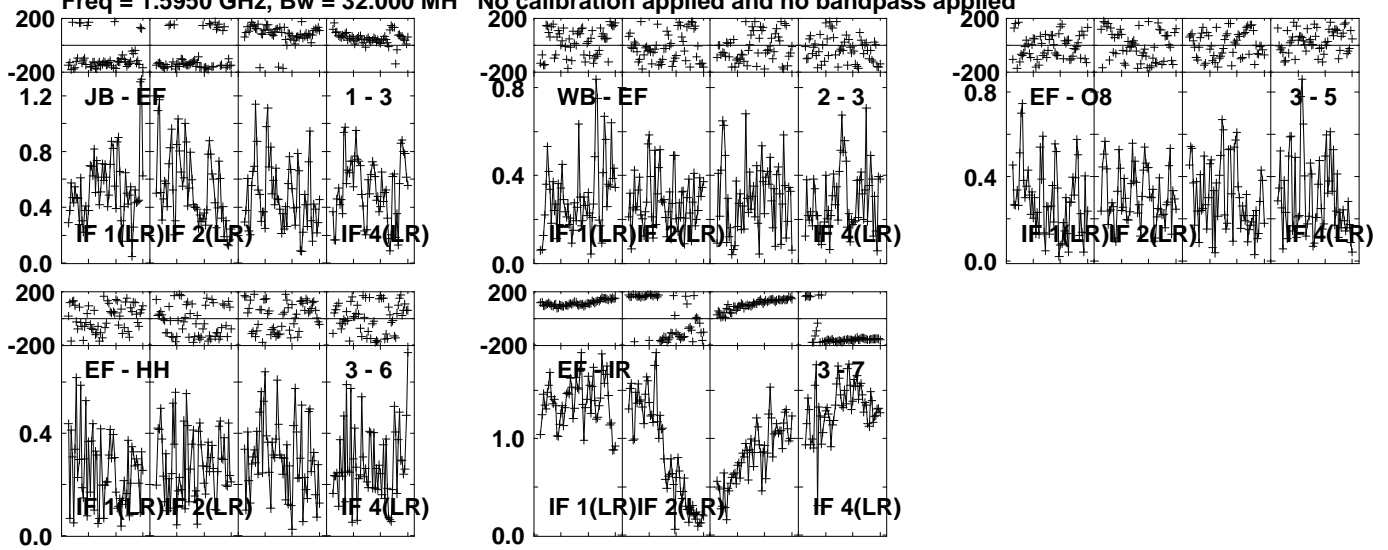 Freq = 1.5950 GHz, Bw = 32.000 MH No calibration applied and no bandpass applied
200
-200
1.2
0.8
0.4
0.0
JB - EF
1 - 3
IF 1(LR)
IF 2(LR)
IF 4(LR)
200
-200
0.8
0.4
0.0
WB - EF
2 - 3
IF 1(LR)
IF 2(LR)
IF 4(LR)
200
-200
0.8
0.4
0.0
EF - O8
3 - 5
IF 1(LR)
IF 2(LR)
IF 4(LR)
200
-200
0.4
0.0
EF - HH
3 - 6
IF 1(LR)
IF 2(LR)
IF 4(LR)
200
-200
1.0
0.0
EF - IR
3 - 7
IF 1(LR)
IF 2(LR)
IF 4(LR)